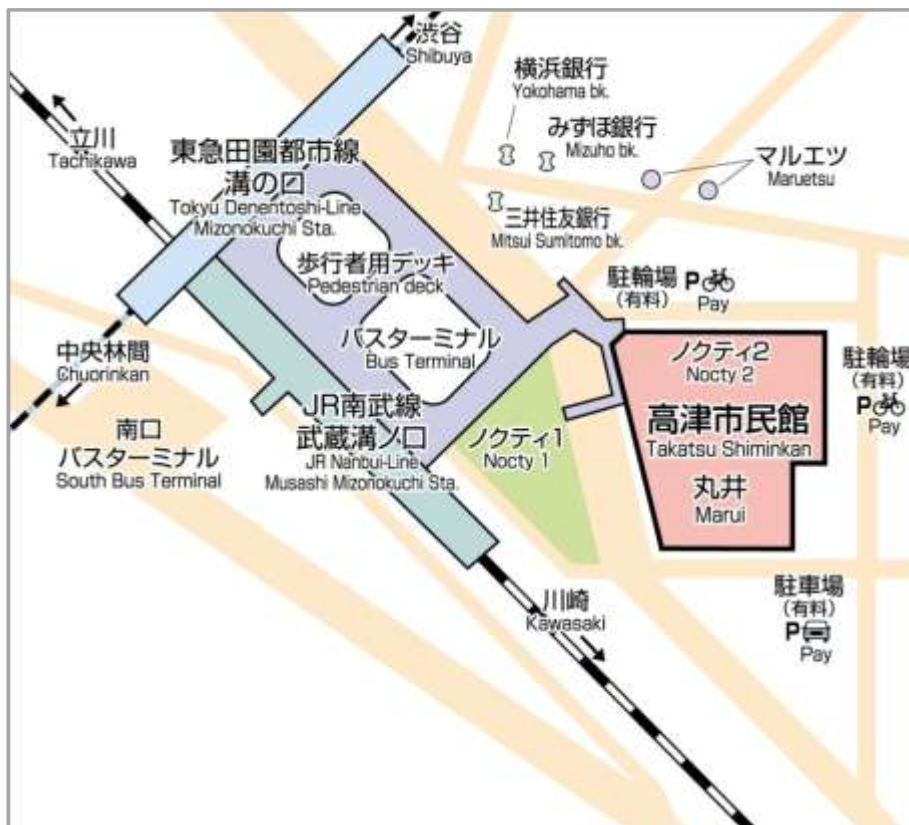 渋谷
Shibuya
横浜銀行
Yokohama bk.
みずほ銀行
Mizuho bk.
マルエツ
Maruetsu
立川
Tachikawa
東急田園都市線
溝の口
Tokyu Denentoshi-Line
Mizonokuchi Sta.
三井住友銀行
Mitsui Sumitomo bk.
歩行者用デッキ
Pedestrian deck
駐輪場
(有料)
P
Pay
バスターミナル
Bus Terminal
中央林間
Chuorinkan
ノクティ2
Nocty 2
駐輪場
(有料)
P
Pay
高津市民館
Takatsu Shiminkan
丸井
Marui
JR南武線
武蔵溝ノ口
JR Nanbui-Line
Musashi Mizonokuchi Sta.
ノクティ1
Nocty 1
南口
バスターミナル
South Bus Terminal
川崎
Kawasaki
駐車場
(有料)
P
Pay